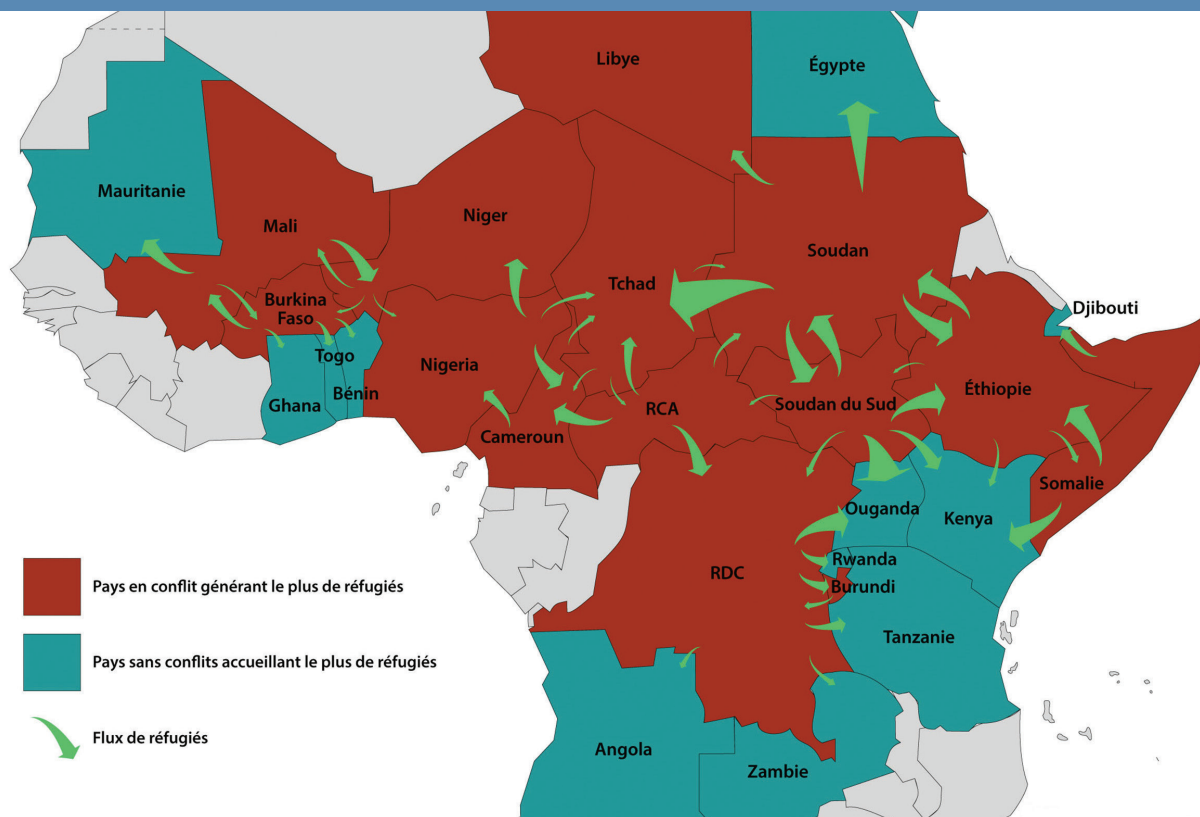 Libye
Égypte
Mauritanie
Mali
Niger
Tchad
Soudan
Burkina
Faso
Djibouti
Togo
Bénin
Ghana
Nigeria
Cameroun
RCA
Soudan du Sud
Éthiopie
Somalie
Ouganda
Kenya
Rwanda
Burundi
RDC
Tanzanie
Angola
Zambie
Pays en conflit générant le plus de réfugiés
Pays sans conflits accueillant le plus de réfugiés
Flux de réfugiés